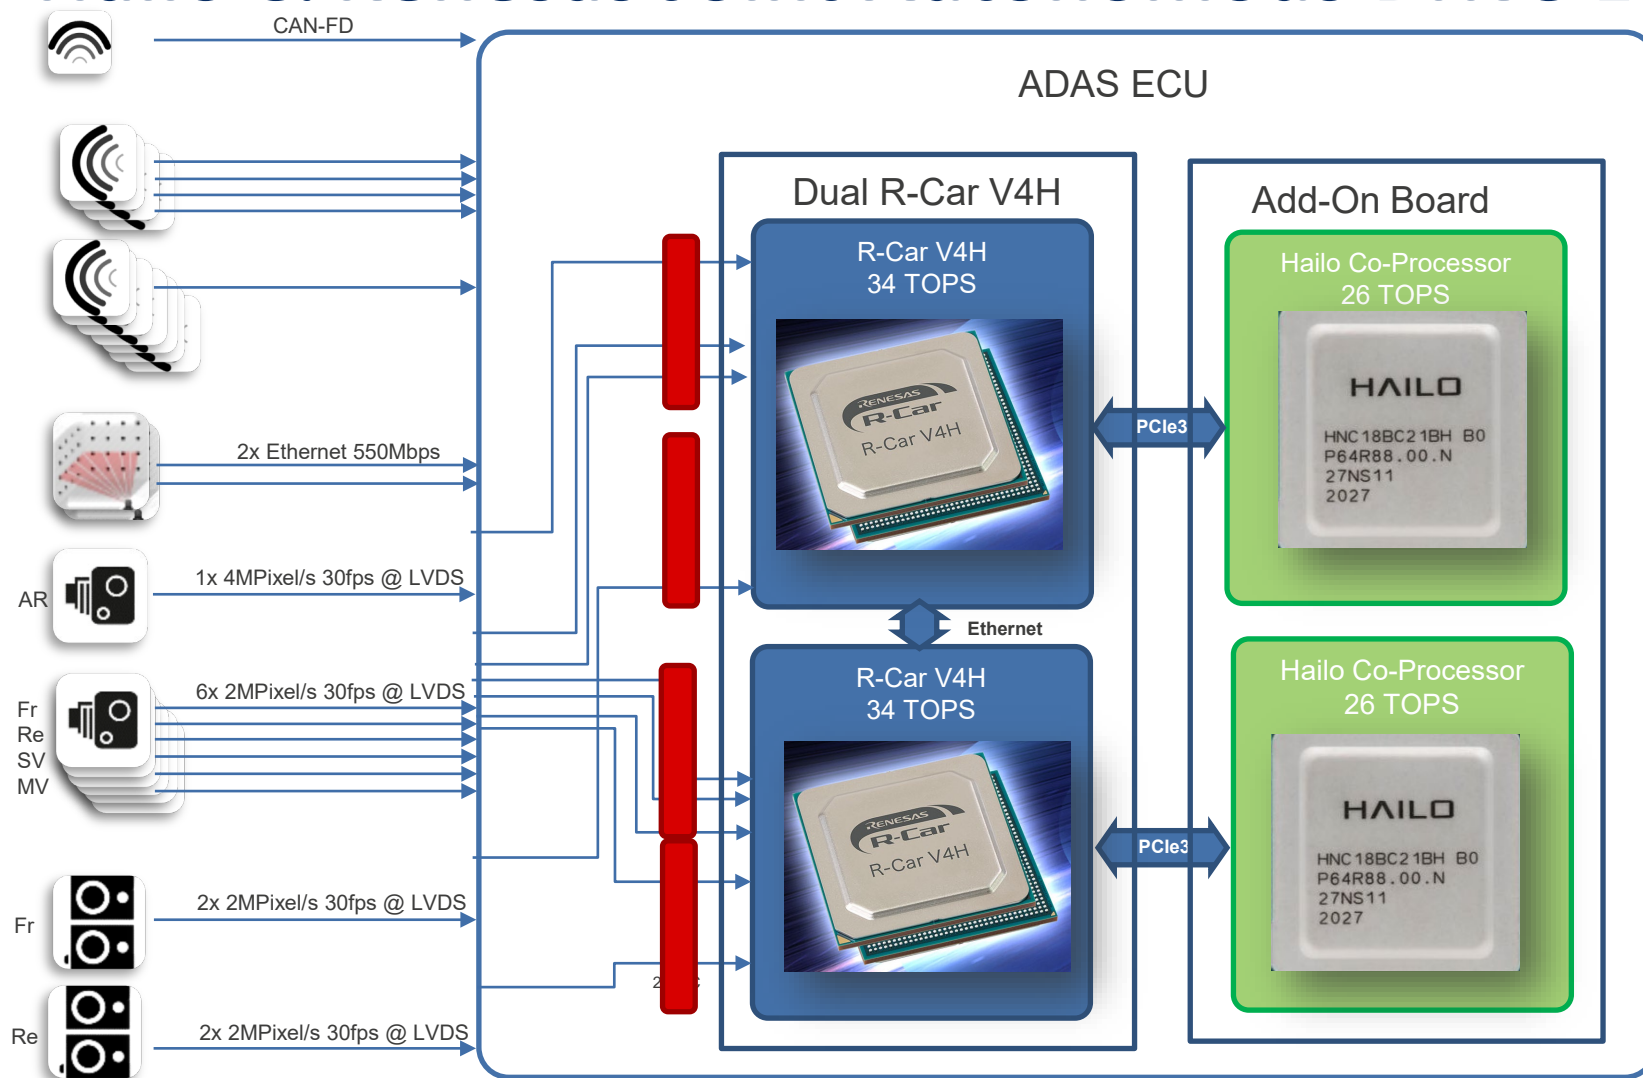 CAN-FD
ADAS ECU
Dual R-Car V4H
Add-On Board
R-Car V4H
34 TOPS
Hailo Co-Processor
26 TOPS
RENESAS
R-Car
R-Car V4H
PCIe3
HAILO
HNC18BC21BH B0
P64R88.00.N
27NS11
2027
2x Ethernet 550Mbps
AR
1x 4MPixel/s 30fps @ LVDS
Ethernet
Fr
Re
SV
MV
6x 2MPixel/s 30fps @ LVDS
R-Car V4H
34 TOPS
Hailo Co-Processor
26 TOPS
RENESAS
R-Car
R-Car V4H
PCIe3
HAILO
HNC18BC21BH B0
P64R88.00.N
27NS11
2027
Fr
2x 2MPixel/s 30fps @ LVDS
Re
2x 2MPixel/s 30fps @ LVDS